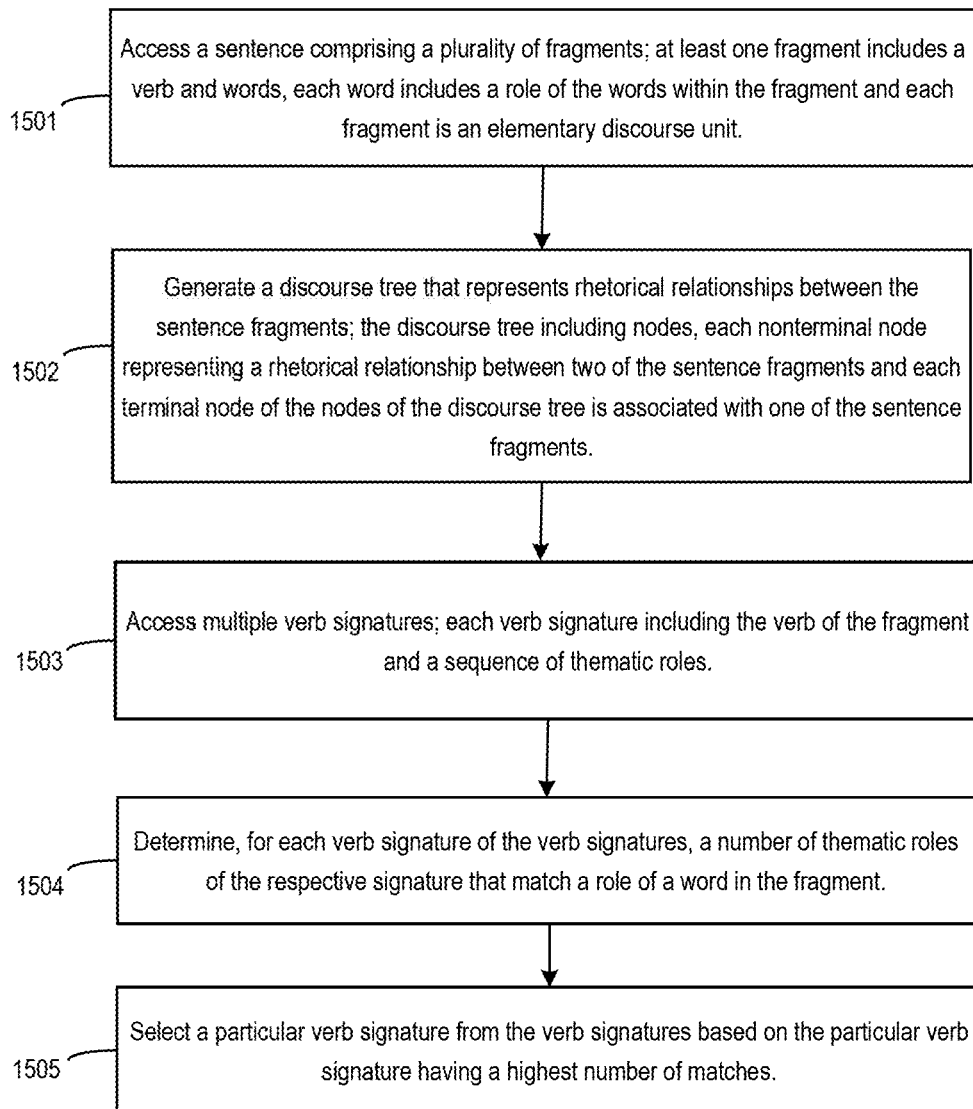 Access a sentence comprising a plurality of fragments; at least one fragment includes a
verb and words, each word includes a role of the words within the fragment and each
fragment is an elementary discourse unit.
1501
Generate a discourse tree that represents rhetorical relationships between the
sentence fragments; the discourse tree including nodes, each nonterminal node
representing a rhetorical relationship between two of the sentence fragments and each
terminal node of the nodes of the discourse tree is associated with one of the sentence
fragments.
1502
Access multiple verb signatures; each verb signature including the verb of the fragment
and a sequence of thematic roles.
1503
Determine, for each verb signature of the verb signatures, a number of thematic roles
of the respective signature that match a role of a word in the fragment.
1504
Select a particular verb signature from the verb signatures based on the particular verb
signature having a highest number of matches.
1505